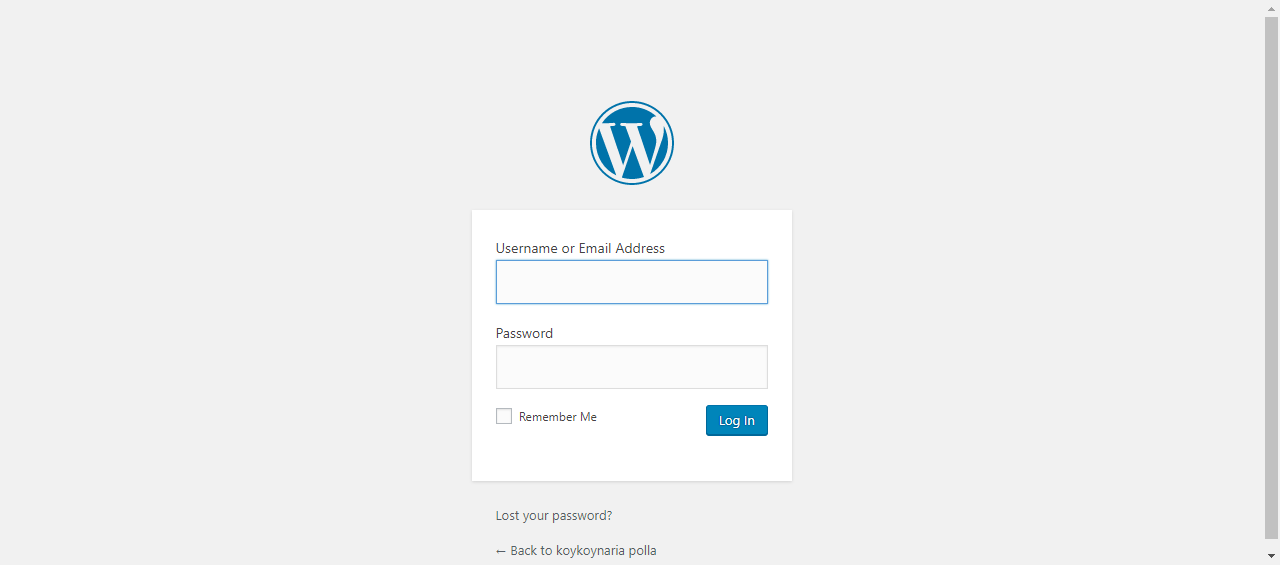 Username or Email Address
Password
Remember Me
Log In
Lost your password?
← Back to koykoynaria polla